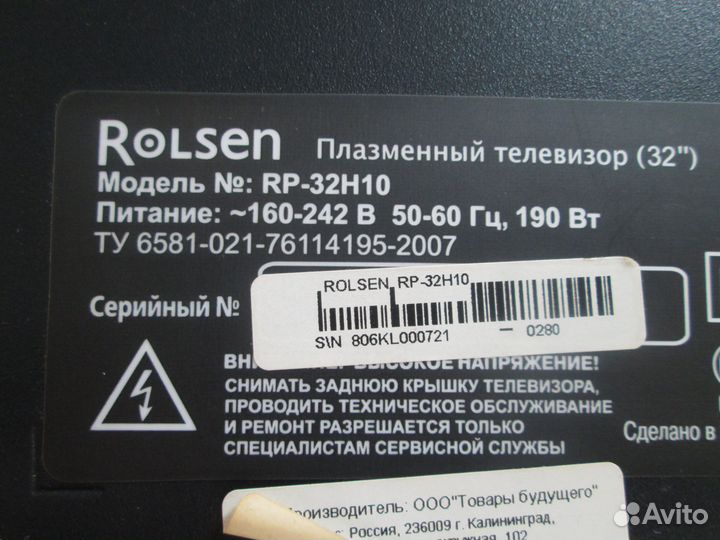 ROLSEN Плазменный телевизор (32")
Модель №: RP-32H10
Питание: ~160-242 В 50-60 Гц, 190 Вт
ТУ 6581-021-76114195-2007
Серийный №
ROLSEN RP-32H10
S\N 806KL000721 - 0280
ВЫСОКОЕ НАПРЯЖЕНИЕ!
СНИМАТЬ ЗАДНЮЮ КРЫШКУ ТЕЛЕВИЗОРА,
ПРОВОДИТЬ ТЕХНИЧЕСКОЕ ОБСЛУЖИВАНИЕ
И РЕМОНТ РАЗРЕШАЕТСЯ ТОЛЬКО
СПЕЦИАЛИСТАМ СЕРВИСНОЙ СЛУЖБЫ
Сделано в
роизводитель: ООО"Товары будущего"
Россия, 236009 г. Калининград,
102
Avito